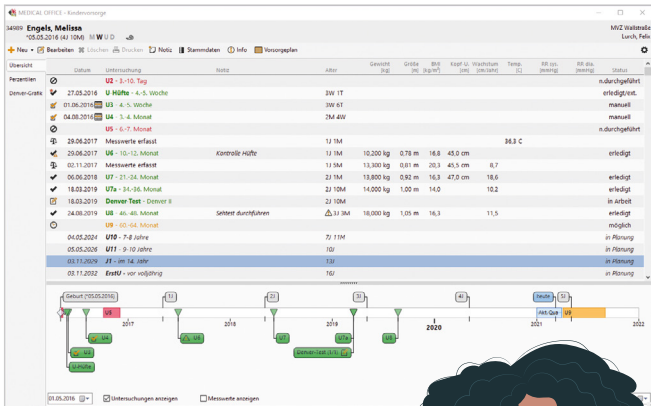 MEDICAL OFFICE - Kindervorsorge
34989 Engels, Melissa MVZ Wallstraße
*05.05.2016 (4J 10M) M W U D Lurch, Felix
Neu Bearbeiten Löschen Drucken Notiz Stammdaten Info Vorsorgeplan
Übersicht
Perzentilen
Denver-Grafik
Datum Untersuchung Notiz Alter Gewicht [kg] Größe [m] BMI [kg/m²] Kopf-U. [cm] Wachstum [cm/Jahr] Temp. [C] RR sys. [mmHg] RR dia. [mmHg] Status
U2 - 3.-10. Tag n.durchgeführt
27.05.2016 U Hüfte - 4.-5. Woche 3W 1T erledigt/ext.
01.06.2016 U3 - 4.-5. Woche 3W 6T manuell
04.08.2016 U4 - 3.-4. Monat 2M 4W manuell
U5 - 6.-7. Monat n.durchgeführt
29.06.2017 Messwerte erfasst 1J 1M 36,8 C
29.06.2017 U6 - 10.-12. Monat Kontrolle Hüfte 1J 1M 10,200 kg 0,78 m 16,8 45,0 cm erledigt
02.11.2017 Messwerte erfasst 1J 5M 13,300 kg 0,81 m 20,3 45,5 cm 8,7
06.06.2018 U7 - 21.-24. Monat 2J 1M 13,800 kg 0,92 m 16,3 47,0 cm 18,6 erledigt
18.03.2019 U7a - 34.-36. Monat 2J 10M 14,000 kg 1,00 m 14,0 10,2 erledigt
18.03.2019 Denver Test - Denver II 2J 10M in Arbeit
24.08.2019 U8 - 46.-48. Monat Sehtest durchführen 3J 3M 18,000 kg 1,05 m 16,3 11,5 erledigt
U9 - 60.-64. Monat möglich
04.05.2024 U10 - 7-8 Jahre 7J 11M in Planung
05.05.2026 U11 - 9-10 Jahre 10J in Planung
03.11.2029 J1 - im 14. Jahr 13J in Planung
03.11.2032 ErstU - vor volljährig 16J in Planung
Geburt (*05.05.2016) 1J 2J 3J 4J heute 5J
U5 Akt. Qua U9
2017 2018 2019 2020 2021 2022
U4 U6 U7 U7a U8
U3 Denver-Test (1/1)
U-Hüfte
01.05.2016 Untersuchungen anzeigen Messwerte anzeigen